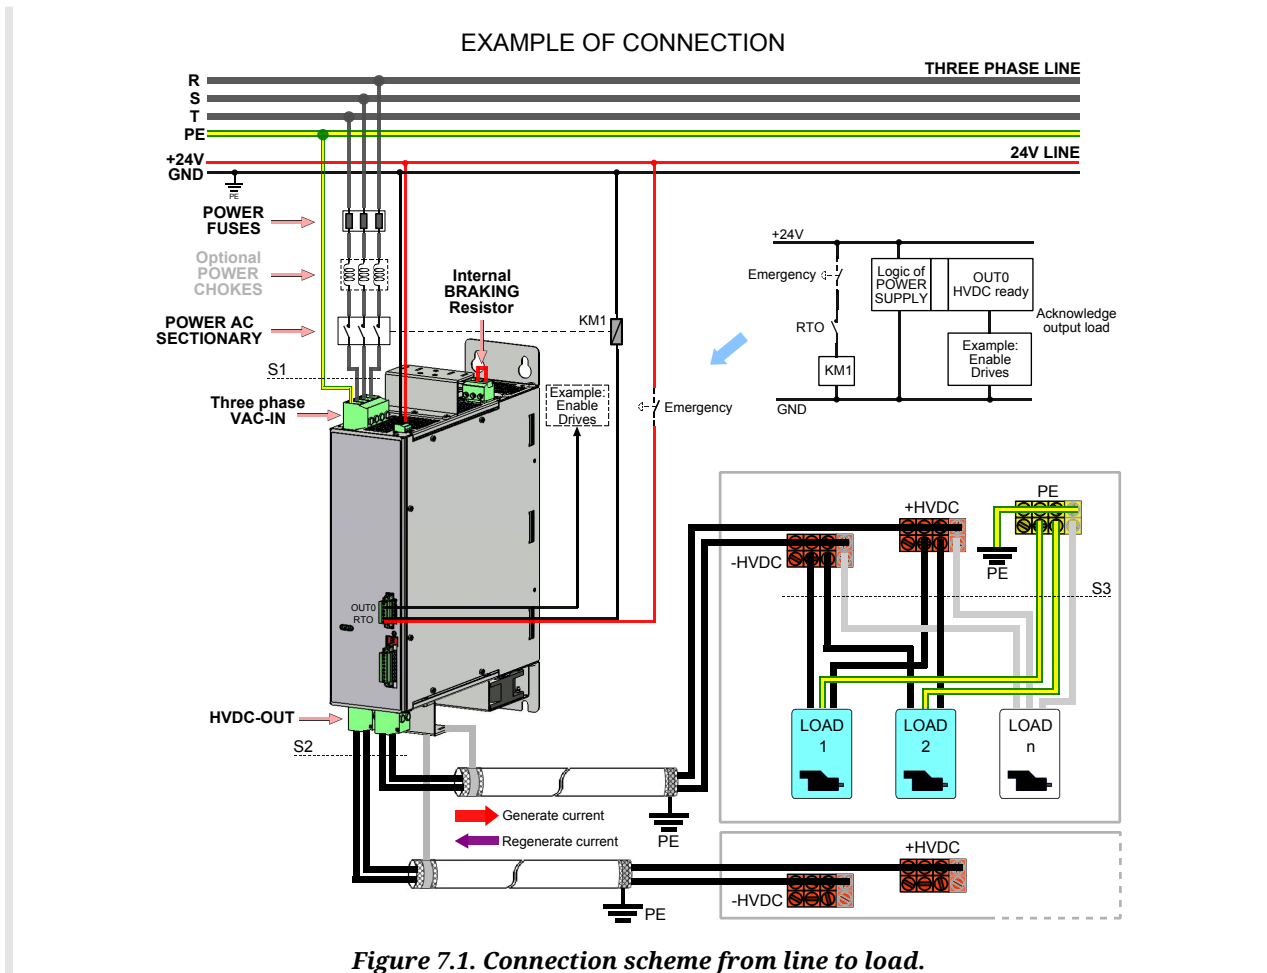 EXAMPLE OF CONNECTION
THREE PHASE LINE
R
S
T
PE
+24V
GND
24V LINE
PE
POWER
FUSES
Optional
POWER
CHOKES
POWER AC
SECTIONARY
Internal
BRAKING
Resistor
KM1
S1
Three phase
VAC-IN
Example:
Enable
Drives
Emergency
+24V
Emergency
Logic of
POWER
SUPPLY
OUT0
HVDC ready
Acknowledge
output load
RTO
KM1
Example:
Enable
Drives
GND
OUT0
RTO
HVDC-OUT
S2
PE
+HVDC
-HVDC
PE
S3
LOAD
1
LOAD
2
LOAD
n
Generate current
Regenerate current
PE
+HVDC
-HVDC
PE
Figure 7.1. Connection scheme from line to load.